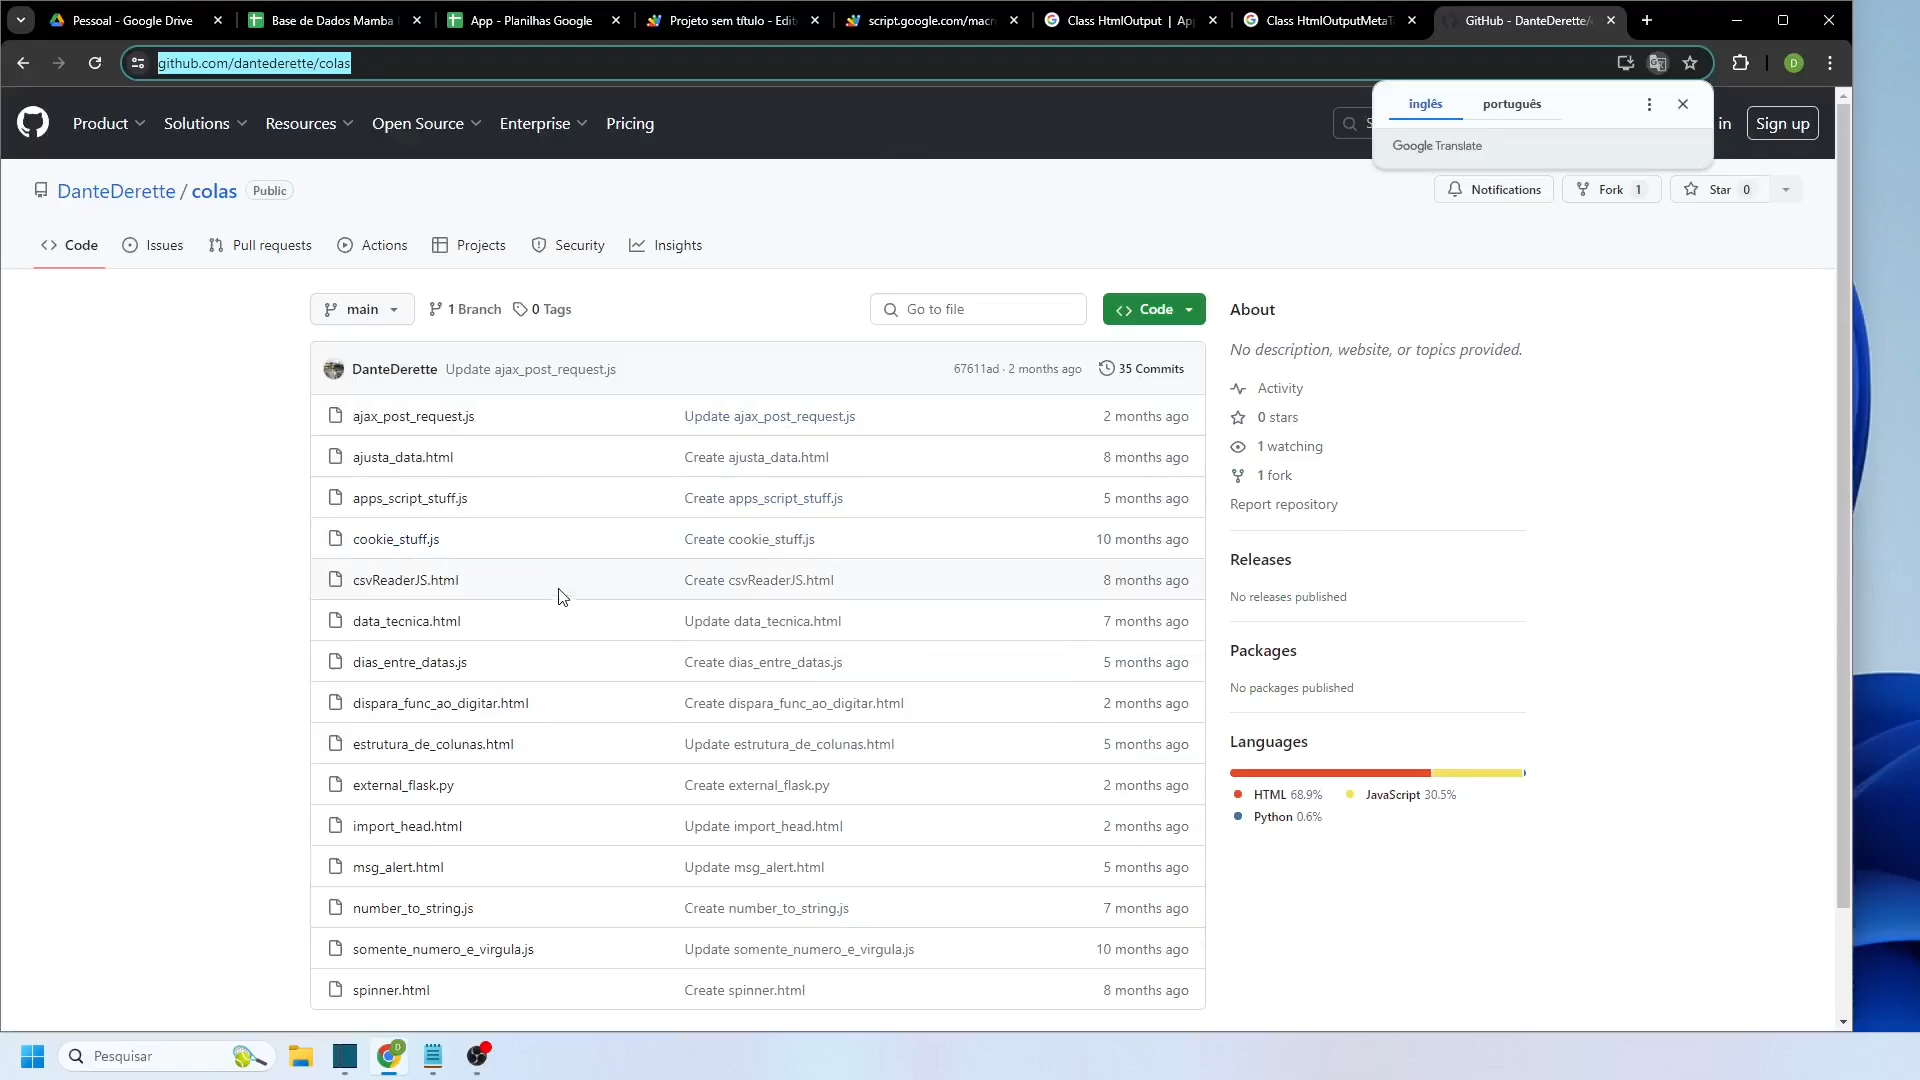 Pessoal - Google Drive
Base de Dados Mamba
App - Planilhas Google
Projeto sem título - Edit
script.google.com/macr
Class HtmlOutput | Ap
Class HtmlOutputMetaT
GitHub - DanteDerette/
github.com/dantederette/colas
D
inglês
português
Google Translate
Product
Solutions
Resources
Open Source
Enterprise
Pricing
S
in
Sign up
DanteDerette / colas
Public
Notifications
Fork 1
Star 0
Code
Issues
Pull requests
Actions
Projects
Security
Insights
main
1 Branch
0 Tags
Go to file
Code
DanteDerette Update ajax_post_request.js 67611ad · 2 months ago 35 Commits
ajax_post_request.js Update ajax_post_request.js 2 months ago
ajusta_data.html Create ajusta_data.html 8 months ago
apps_script_stuff.js Create apps_script_stuff.js 5 months ago
cookie_stuff.js Create cookie_stuff.js 10 months ago
csvReaderJS.html Create csvReaderJS.html 8 months ago
data_tecnica.html Update data_tecnica.html 7 months ago
dias_entre_datas.js Create dias_entre_datas.js 5 months ago
dispara_func_ao_digitar.html Create dispara_func_ao_digitar.html 2 months ago
estrutura_de_colunas.html Update estrutura_de_colunas.html 5 months ago
external_flask.py Create external_flask.py 2 months ago
import_head.html Update import_head.html 2 months ago
msg_alert.html Update msg_alert.html 5 months ago
number_to_string.js Create number_to_string.js 7 months ago
somente_numero_e_virgula.js Update somente_numero_e_virgula.js 10 months ago
spinner.html Create spinner.html 8 months ago
About
No description, website, or topics provided.
Activity
0 stars
1 watching
1 fork
Report repository
Releases
No releases published
Packages
No packages published
Languages
HTML 68.9%
JavaScript 30.5%
Python 0.6%
Pesquisar
D